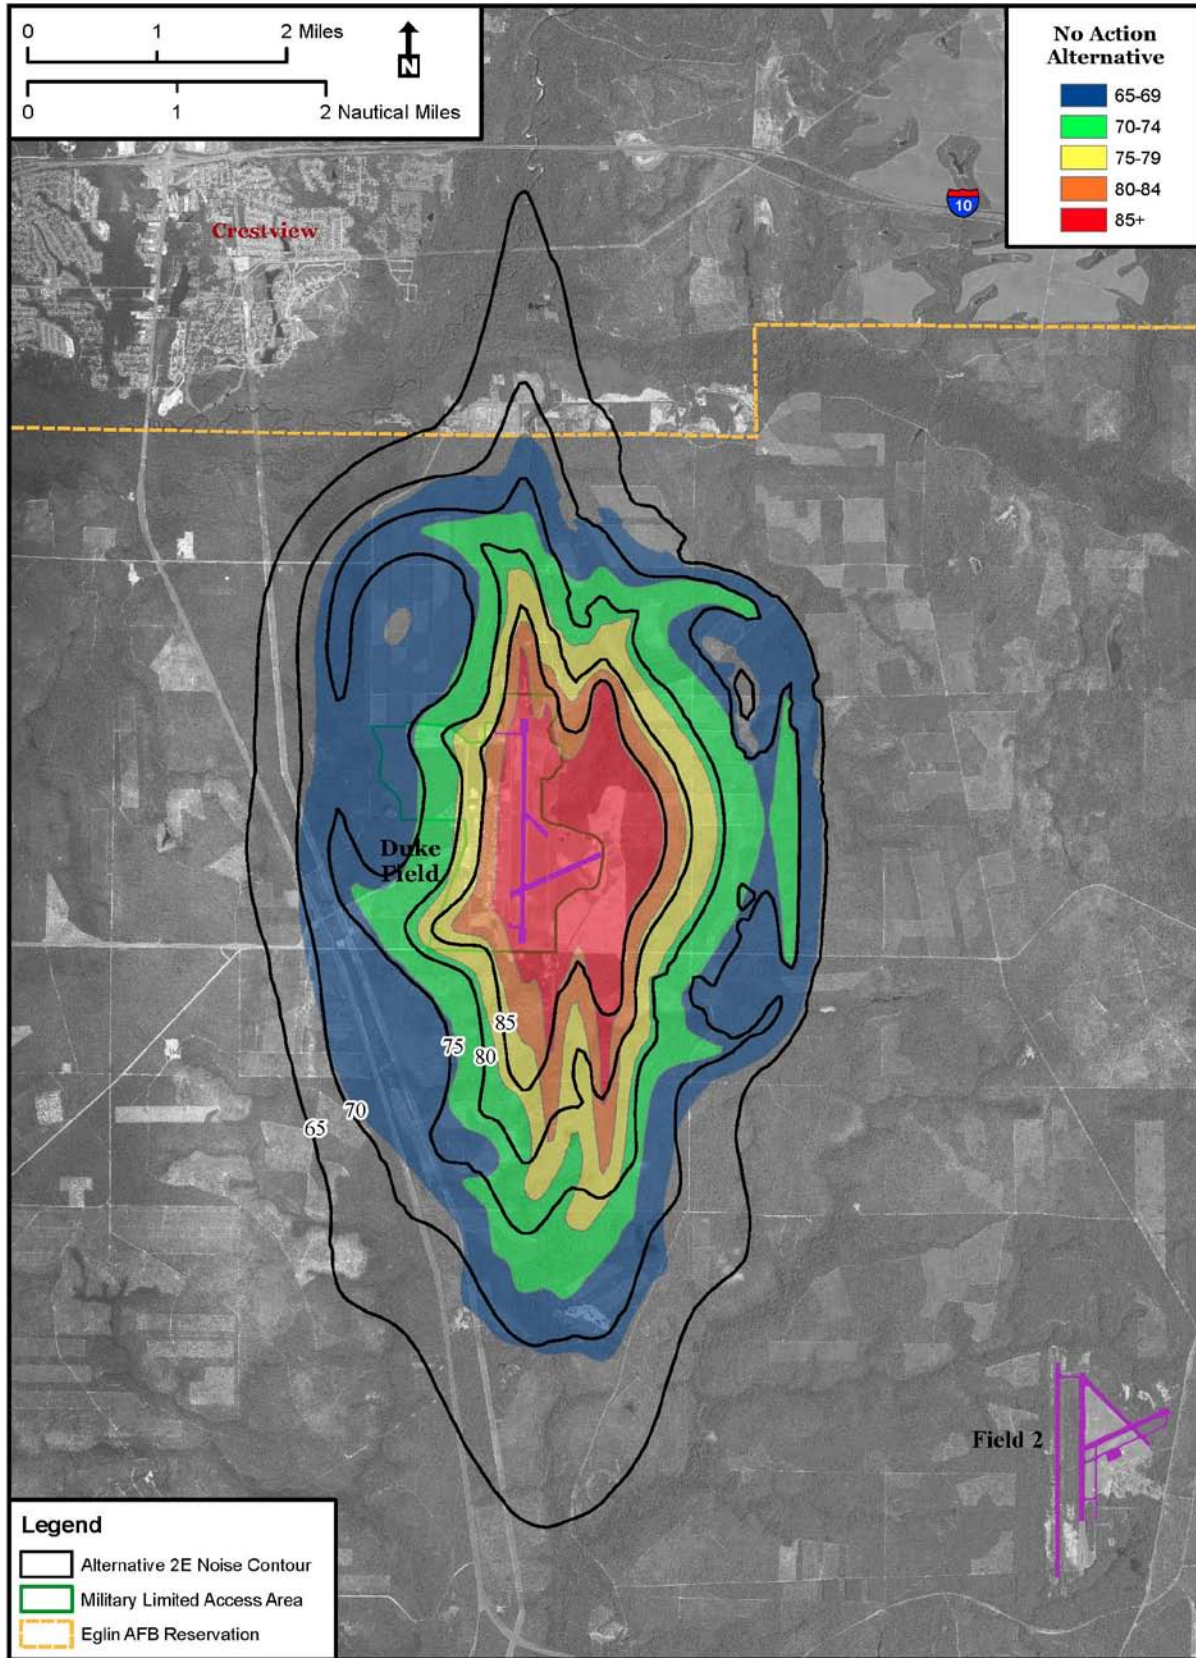 0 1 2 Miles
N
0 1 2 Nautical Miles
No Action
Alternative
65-69
70-74
75-79
80-84
85+
10
Crestview
Duke
Field
85
75
80
70
65
Field 2
Legend
Alternative 2E Noise Contour
Military Limited Access Area
Eglin AFB Reservation